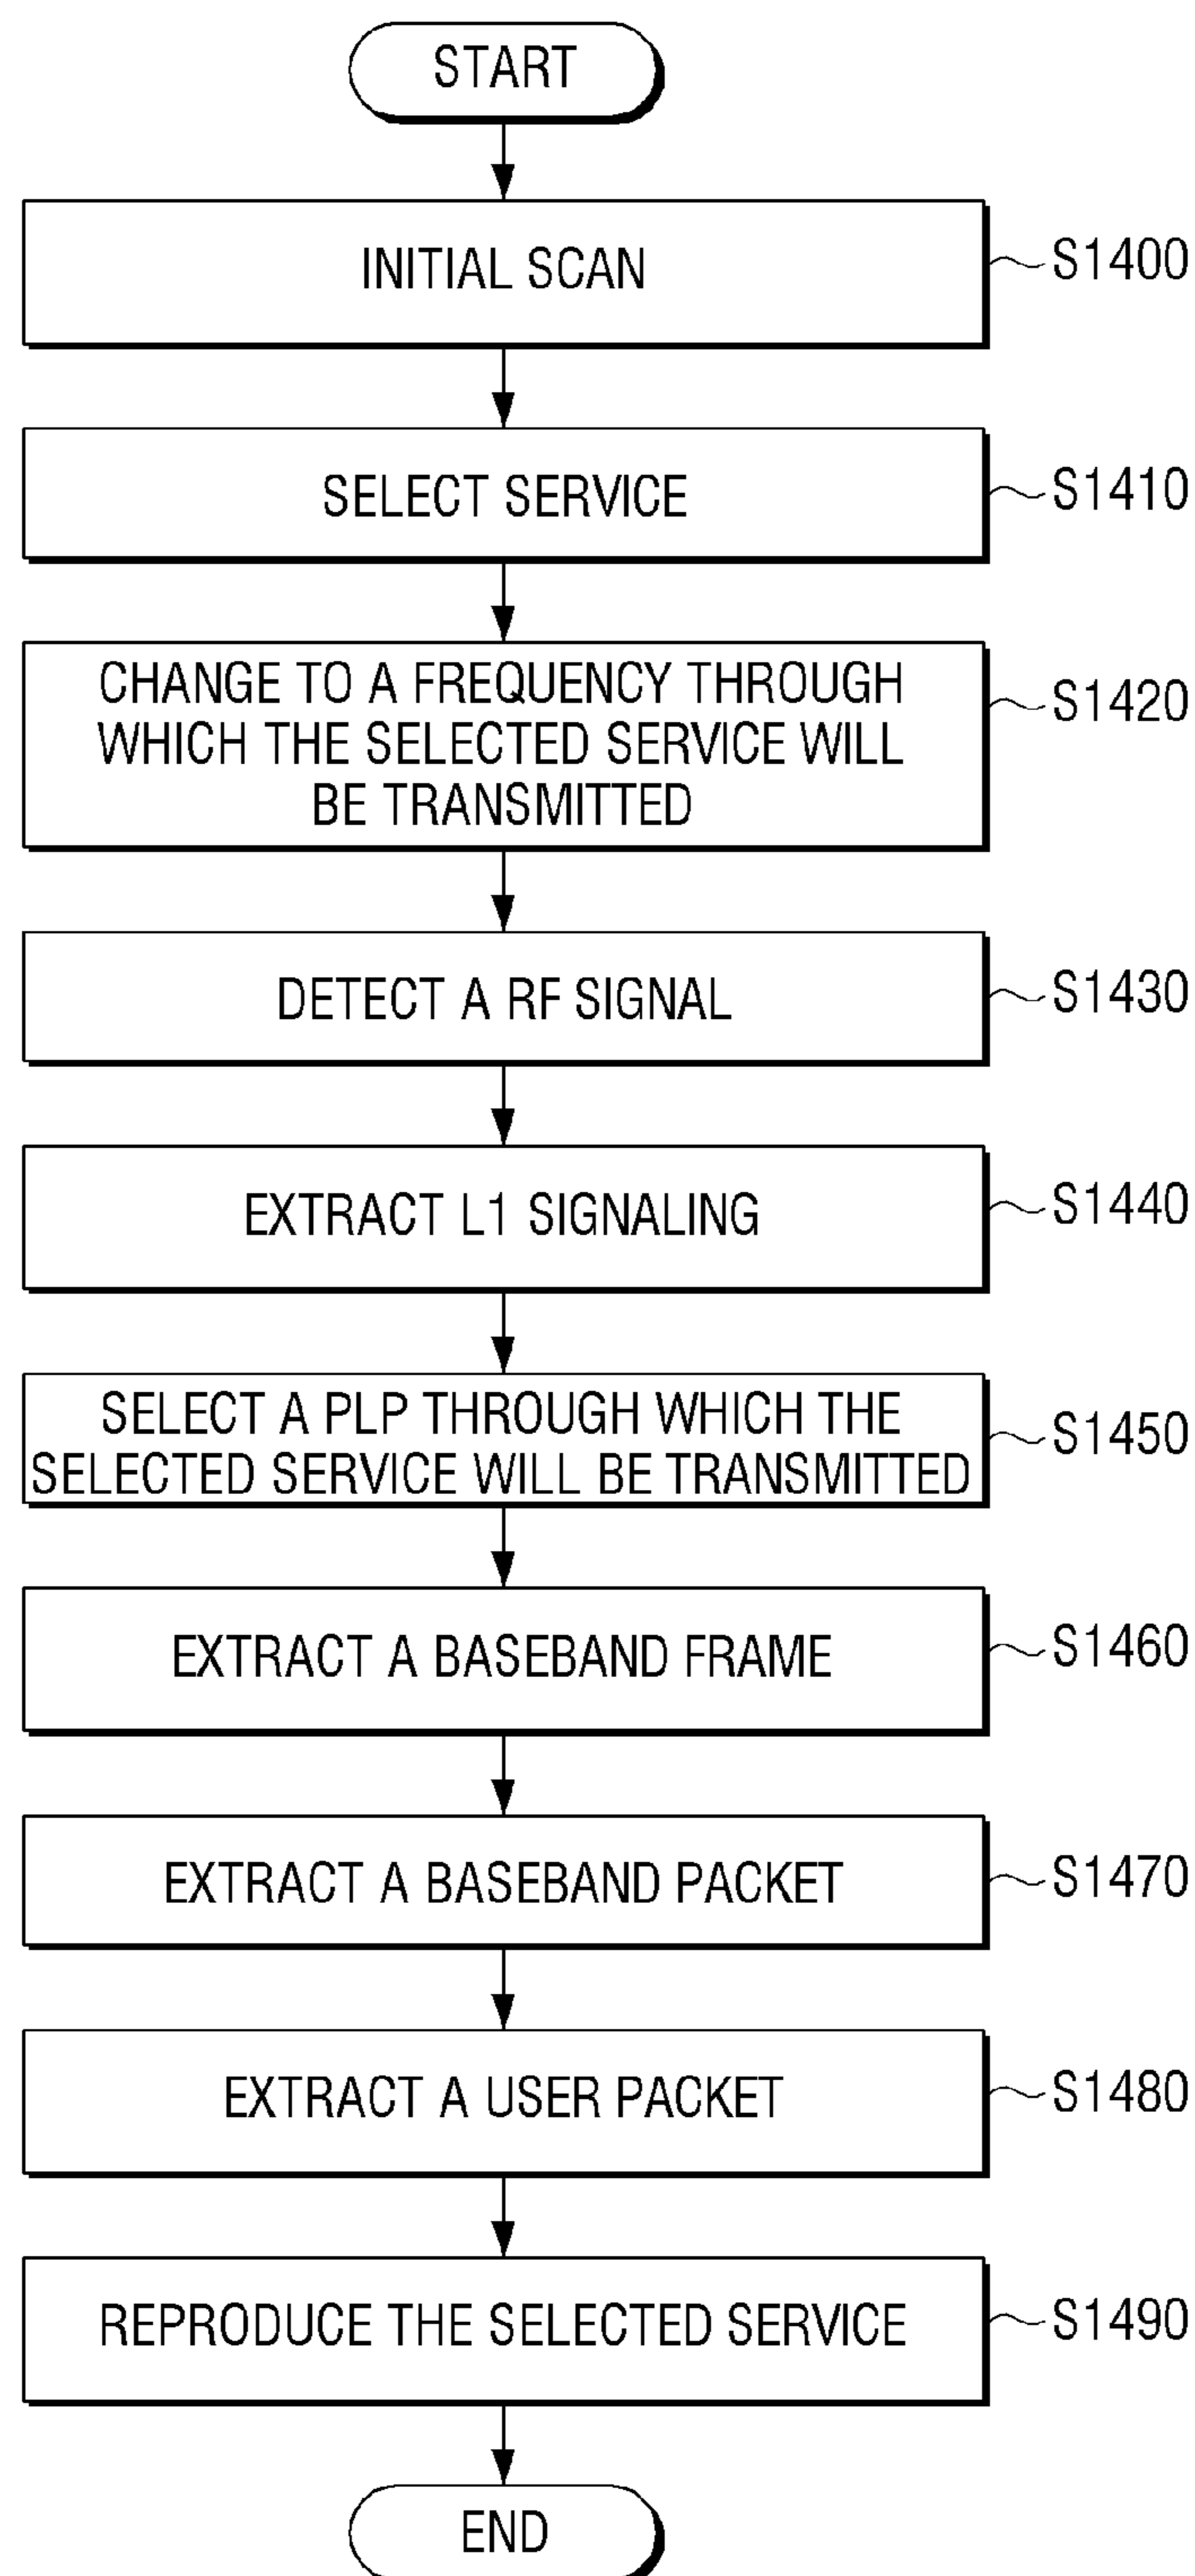 START
INITIAL SCAN
S1400
SELECT SERVICE
S1410
CHANGE TO A FREQUENCY THROUGH
WHICH THE SELECTED SERVICE WILL
BE TRANSMITTED
S1420
DETECT A RF SIGNAL
S1430
EXTRACT L1 SIGNALING
S1440
SELECT A PLP THROUGH WHICH THE
SELECTED SERVICE WILL BE TRANSMITTED
S1450
EXTRACT A BASEBAND FRAME
S1460
EXTRACT A BASEBAND PACKET
S1470
EXTRACT A USER PACKET
S1480
REPRODUCE THE SELECTED SERVICE
S1490
END